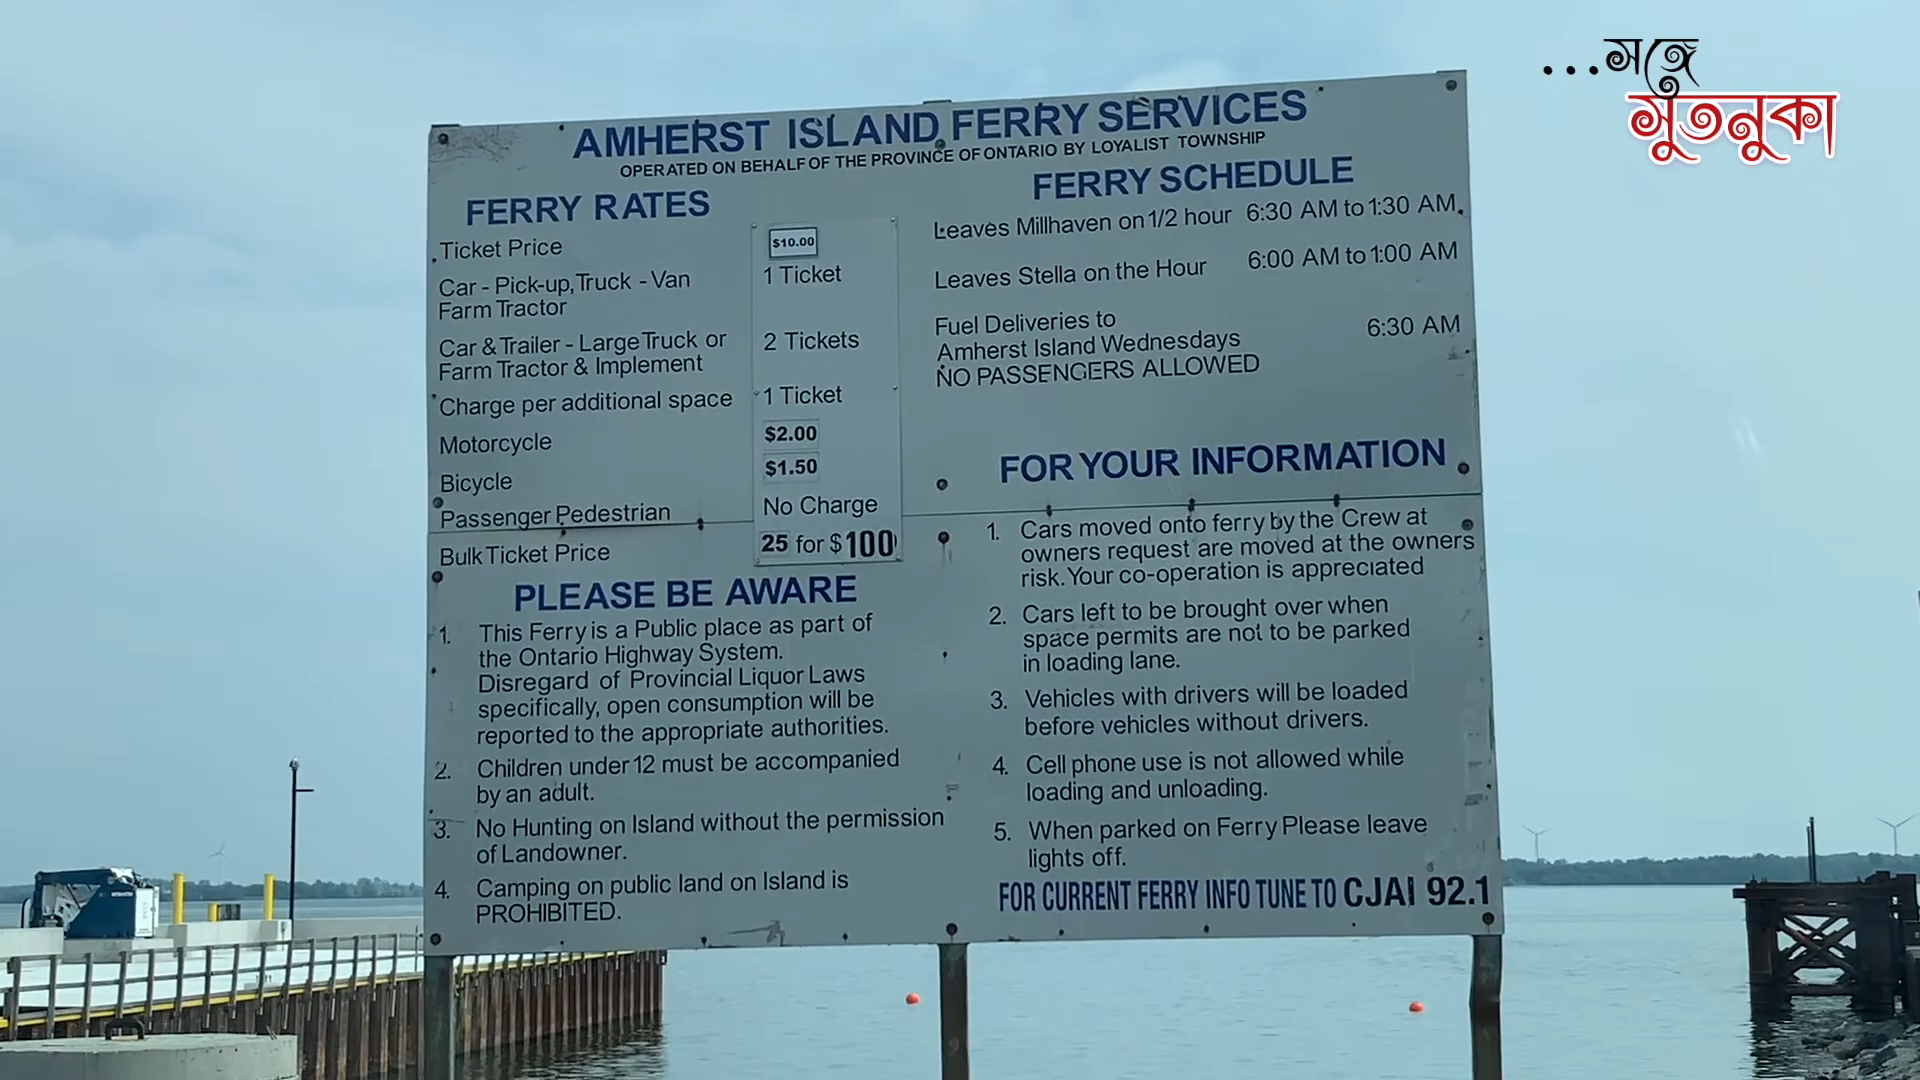 ...সঙ্গে
সুতনুকা
AMHERST ISLAND FERRY SERVICES
OPERATED ON BEHALF OF THE PROVINCE OF ONTARIO BY LOYALIST TOWNSHIP
FERRY RATES
Ticket Price $10.00
Car - Pick-up, Truck - Van 1 Ticket
Farm Tractor
Car & Trailer - Large Truck or 2 Tickets
Farm Tractor & Implement
Charge per additional space 1 Ticket
Motorcycle $2.00
Bicycle $1.50
Passenger Pedestrian No Charge
Bulk Ticket Price 25 for $100
PLEASE BE AWARE
1. This Ferry is a Public place as part of
the Ontario Highway System.
Disregard of Provincial Liquor Laws
specifically, open consumption will be
reported to the appropriate authorities.
2. Children under 12 must be accompanied
by an adult.
3. No Hunting on Island without the permission
of Landowner.
4. Camping on public land on Island is
PROHIBITED.
FERRY SCHEDULE
Leaves Millhaven on 1/2 hour 6:30 AM to 1:30 AM
Leaves Stella on the Hour 6:00 AM to 1:00 AM
Fuel Deliveries to
Amherst Island Wednesdays 6:30 AM
NO PASSENGERS ALLOWED
FOR YOUR INFORMATION
1. Cars moved onto ferry by the Crew at
owners request are moved at the owners
risk. Your co-operation is appreciated
2. Cars left to be brought over when
space permits are not to be parked
in loading lane.
3. Vehicles with drivers will be loaded
before vehicles without drivers.
4. Cell phone use is not allowed while
loading and unloading.
5. When parked on Ferry Please leave
lights off.
FOR CURRENT FERRY INFO TUNE TO CJAI 92.1